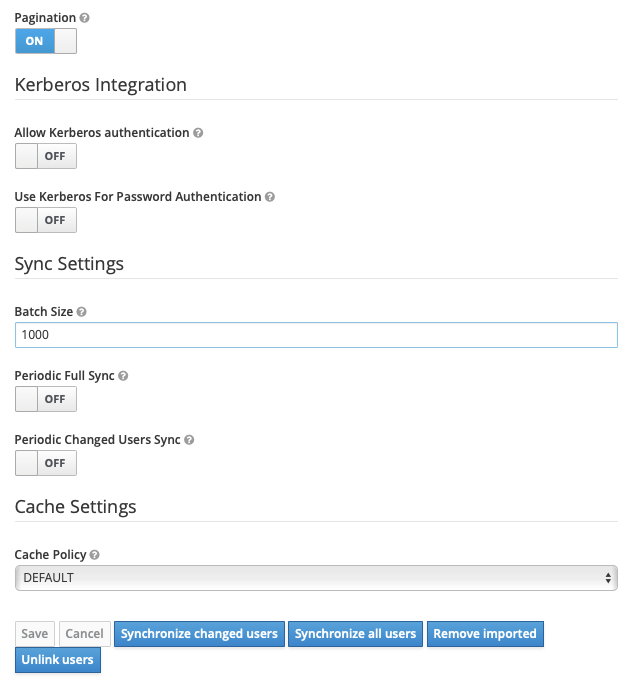 Pagination
ON
Kerberos Integration
Allow Kerberos authentication
OFF
Use Kerberos For Password Authentication
OFF
Sync Settings
Batch Size
1000
Periodic Full Sync
OFF
Periodic Changed Users Sync
OFF
Cache Settings
Cache Policy
DEFAULT
Save Cancel Synchronize changed users Synchronize all users Remove imported
Unlink users